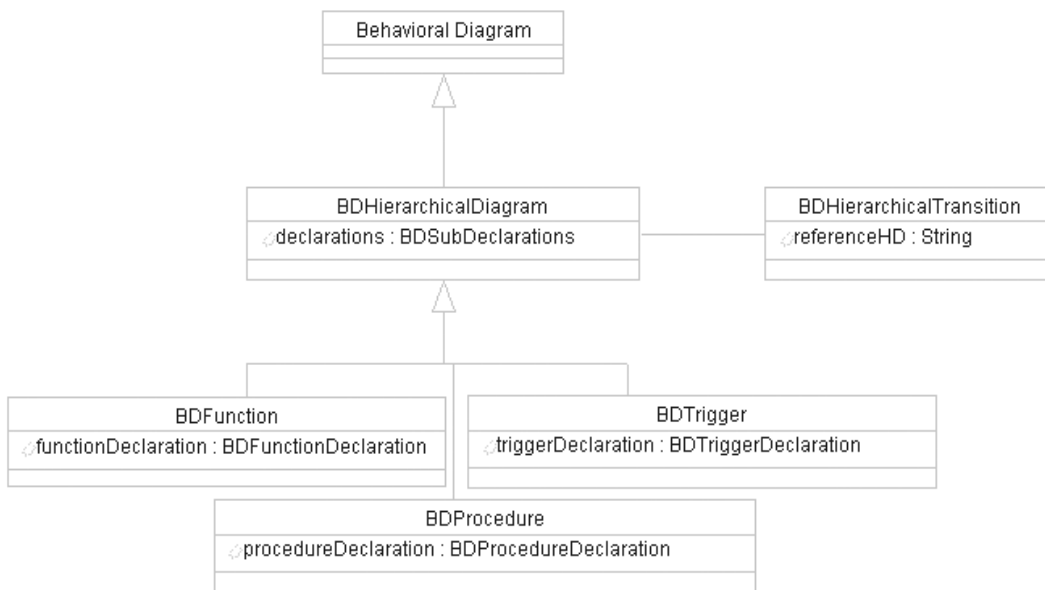 Behavioral Diagram
BDHierarchicalDiagram
declarations : BDSubDeclarations
BDHierarchicalTransition
referenceHD : String
BDFunction
functionDeclaration : BDFunctionDeclaration
BDTrigger
triggerDeclaration : BDTriggerDeclaration
BDProcedure
procedureDeclaration : BDProcedureDeclaration